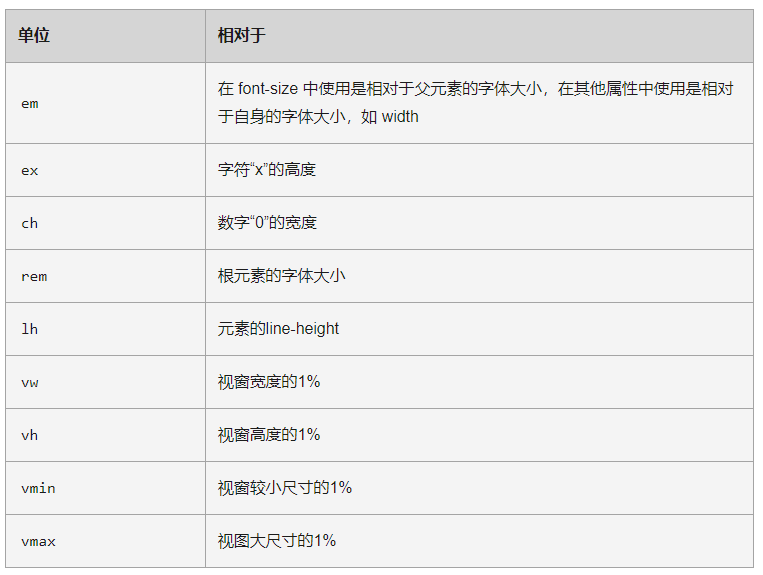 单位 相对于
em 在 font-size 中使用是相对于父元素的字体大小，在其他属性中使用是相对
于自身的字体大小，如 width
ex 字符“x”的高度
ch 数字“0”的宽度
rem 根元素的字体大小
lh 元素的line-height
vw 视窗宽度的1%
vh 视窗高度的1%
vmin 视窗较小尺寸的1%
vmax 视图大尺寸的1%